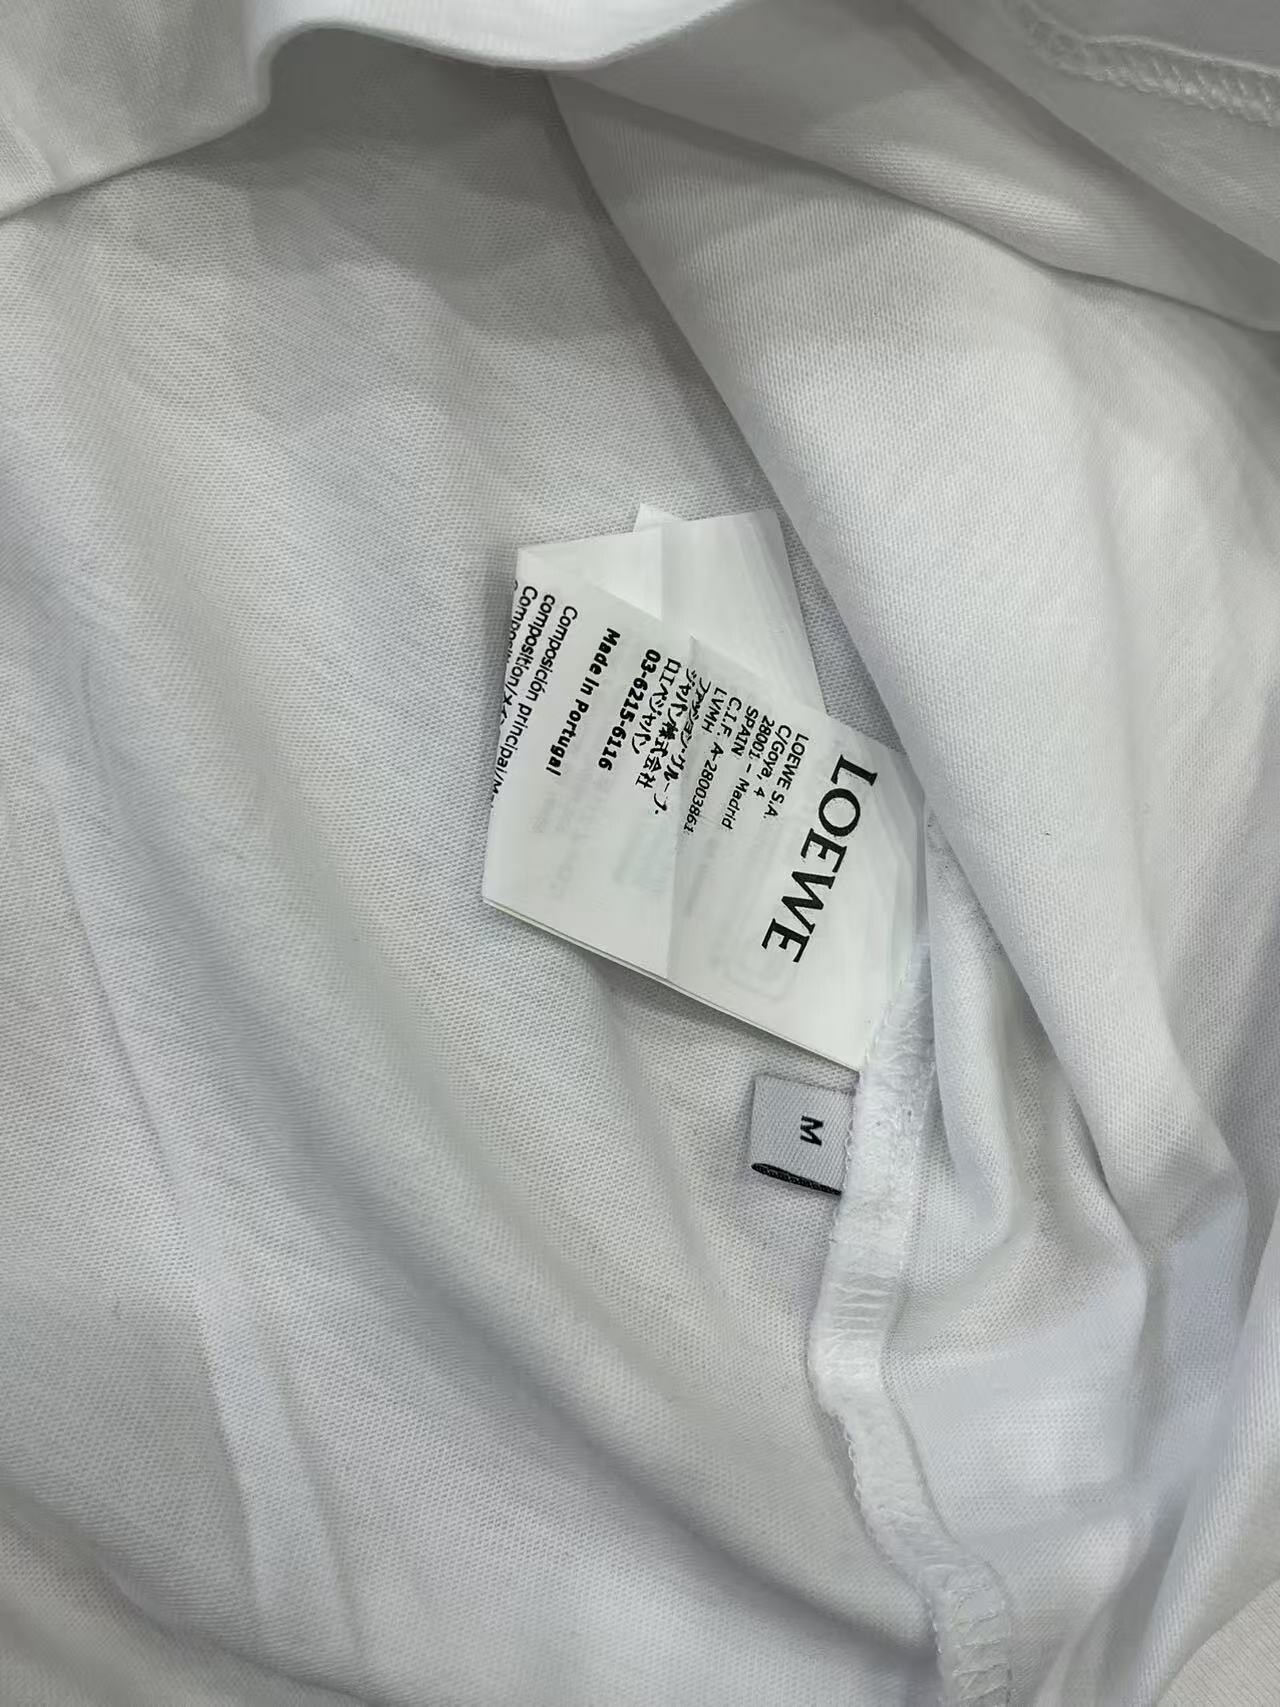 LOEWE
LOEWE S.A.
C/Goya, 4
28001 - Madrid
SPAIN
C.I.F. A-28003861
LVMH
ファッション・グループ・
ジャパン株式会社
ロエベジャパン
03-6215-6116
Made In Portugal
Composición principal/
composition
Composition/
M